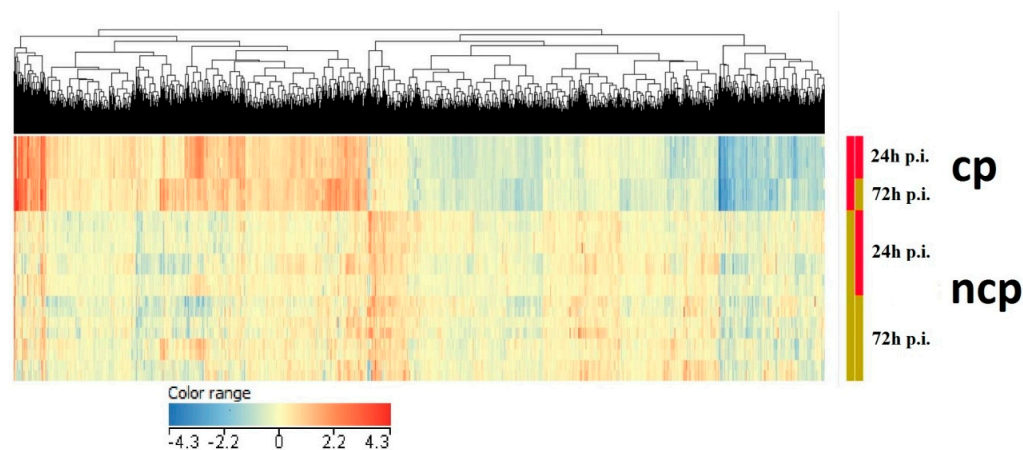 24h p.i.
cp
72h p.i.
24h p.i.
ncp
72h p.i.
Color range
-4.3 -2.2 0 2.2 4.3